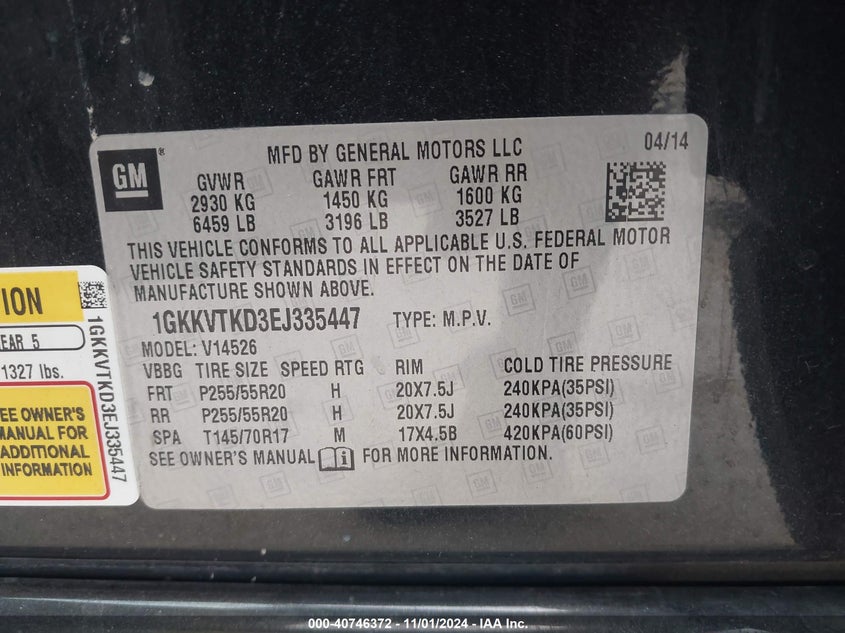 GM
®
MFD BY GENERAL MOTORS LLC
04/14
GVWR GAWR FRT GAWR RR
2930 KG 1450 KG 1600 KG
6459 LB 3196 LB 3527 LB
THIS VEHICLE CONFORMS TO ALL APPLICABLE U.S. FEDERAL MOTOR
VEHICLE SAFETY STANDARDS IN EFFECT ON THE DATE OF
MANUFACTURE SHOWN ABOVE.
1GKKVTKD3EJ335447 TYPE: M.P.V.
MODEL: V14526
VBBG TIRE SIZE SPEED RTG RIM COLD TIRE PRESSURE
FRT P255/55R20 H 20X7.5J 240KPA(35PSI)
RR P255/55R20 H 20X7.5J 240KPA(35PSI)
SPA T145/70R17 M 17X4.5B 420KPA(60PSI)
SEE OWNER'S MANUAL FOR MORE INFORMATION.
ION
EAR 5
1327 lbs.
SEE OWNER'S
MANUAL FOR
ADDITIONAL
INFORMATION
1GKKVTKD3EJ335447
000-40746372 - 11/01/2024 - IAA Inc.